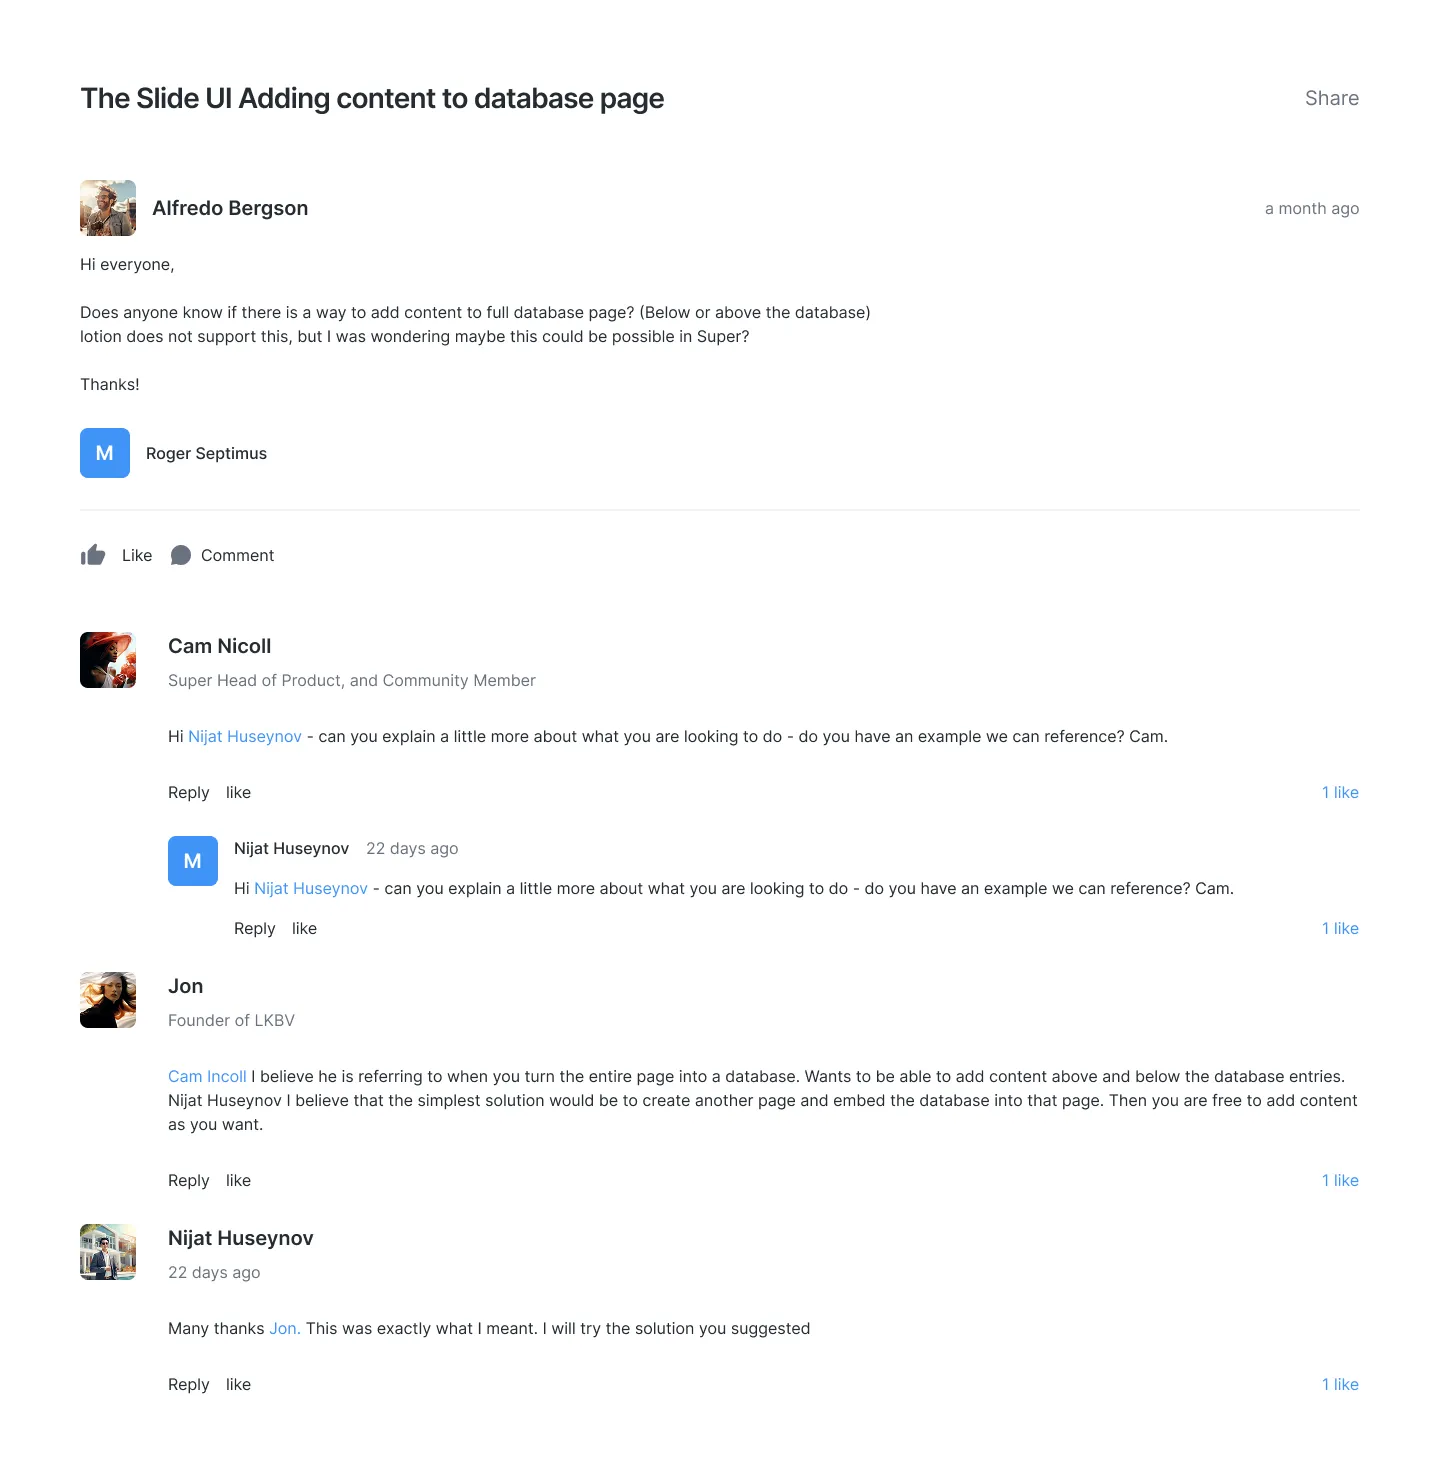 The Slide UI Adding content to database page
Share
Alfredo Bergson
a month ago
Hi everyone,
Does anyone know if there is a way to add content to full database page? (Below or above the database)
lotion does not support this, but I was wondering maybe this could be possible in Super?
Thanks!
M
Roger Septimus
Like
Comment
Cam Nicoll
Super Head of Product, and Community Member
Hi Nijat Huseynov - can you explain a little more about what you are looking to do - do you have an example we can reference? Cam.
Reply like
1 like
M
Nijat Huseynov 22 days ago
Hi Nijat Huseynov - can you explain a little more about what you are looking to do - do you have an example we can reference? Cam.
Reply like
1 like
Jon
Founder of LKBV
Cam Incoll I believe he is referring to when you turn the entire page into a database. Wants to be able to add content above and below the database entries.
Nijat Huseynov I believe that the simplest solution would be to create another page and embed the database into that page. Then you are free to add content
as you want.
Reply like
1 like
Nijat Huseynov
22 days ago
Many thanks Jon. This was exactly what I meant. I will try the solution you suggested
Reply like
1 like